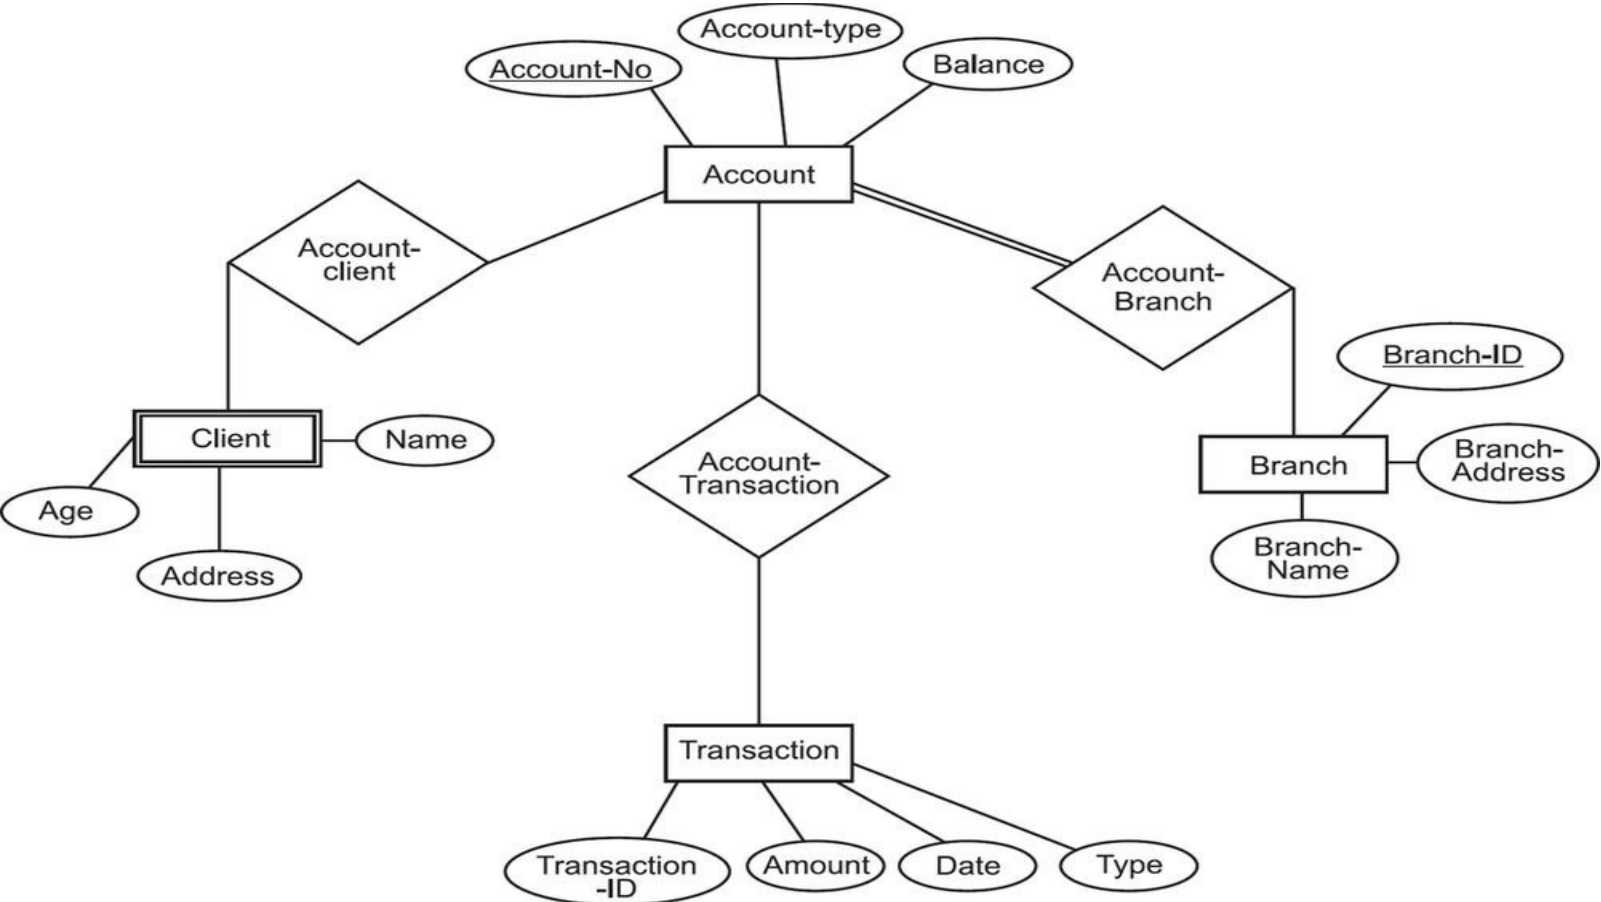 Account-type
Account-No
Balance
Account
Account-
client
Account-
Branch
Branch-ID
Client
Name
Branch
Branch-
Address
Account-
Transaction
Age
Branch-
Name
Address
Transaction
Transaction
-ID
Amount
Date
Type